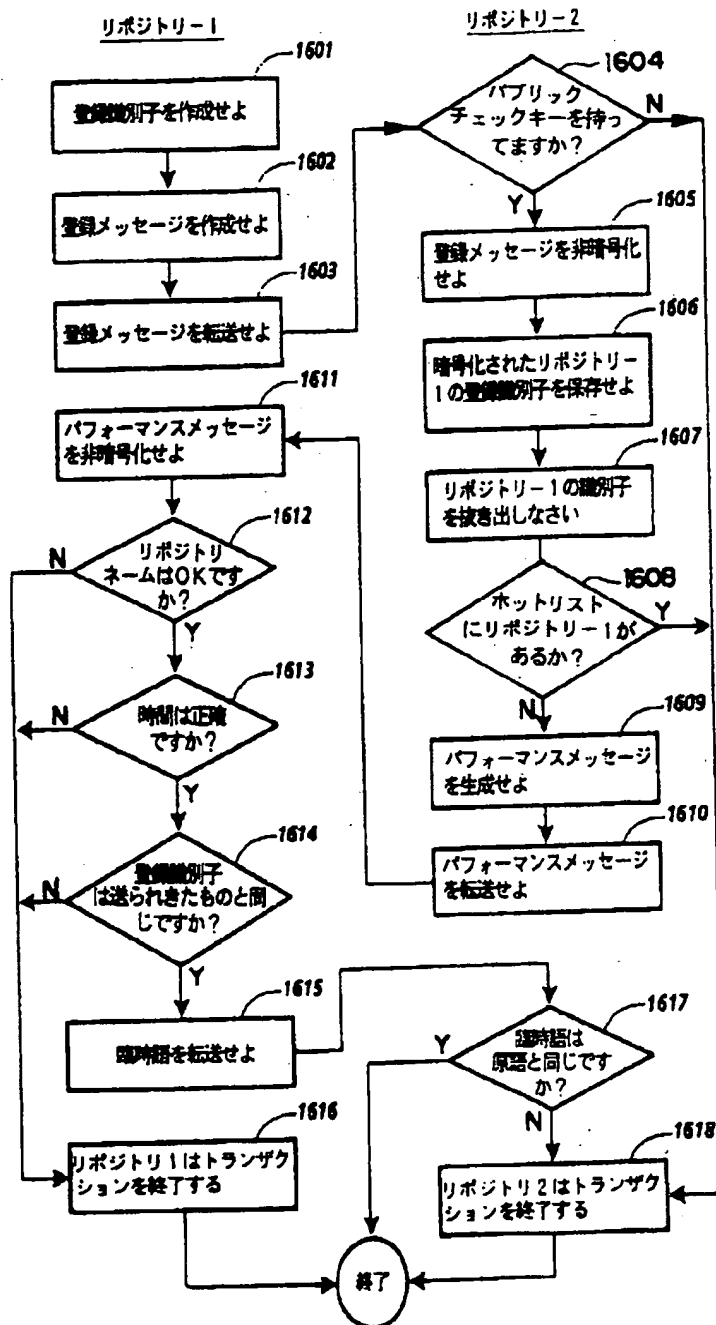 リポジトリー1
1601
登録識別子を作成せよ
1602
登録メッセージを作成せよ
1603
登録メッセージを転送せよ
リポジトリー2
1604
パブリック
チェックキーを持っ
てますか?
N
Y
1605
登録メッセージを非暗号化
せよ
1606
暗号化されたリポジトリー
1の登録識別子を保存せよ
1607
リポジトリー1の識別子
を抜き出しなさい
1608
ホットリスト
にリポジトリー1が
あるか?
Y
N
1609
パフォーマンスメッセージ
を生成せよ
1610
パフォーマンスメッセージ
を転送せよ
1611
パフォーマンスメッセージ
を非暗号化せよ
1612
リポジトリ
ネームはOKです
か?
N
Y
1613
時間は正確
ですか?
N
Y
1614
登録識別子
は送られきたものと同
じですか?
N
Y
1615
臨時語を転送せよ
1616
リポジトリ1はトランザク
ションを終了する
1617
臨時語は
原語と同じです
か?
Y
N
1618
リポジトリ2はトランザク
ションを終了する
終了